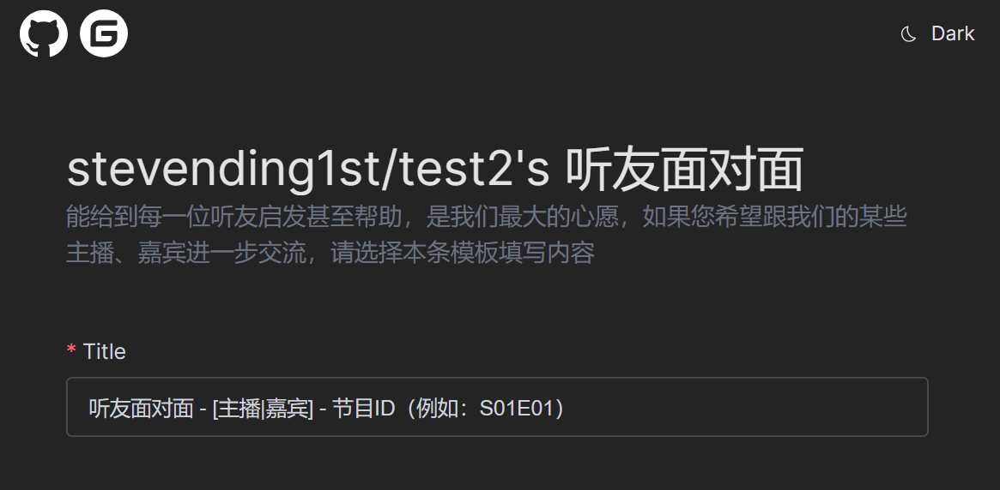 Dark
stevending1st/test2's 听友面对面
能给到每一位听友启发甚至帮助，是我们最大的心愿，如果您希望跟我们的某些
主播、嘉宾进一步交流，请选择本条模板填写内容
* Title
听友面对面 - [主播|嘉宾] - 节目ID（例如：S01E01）